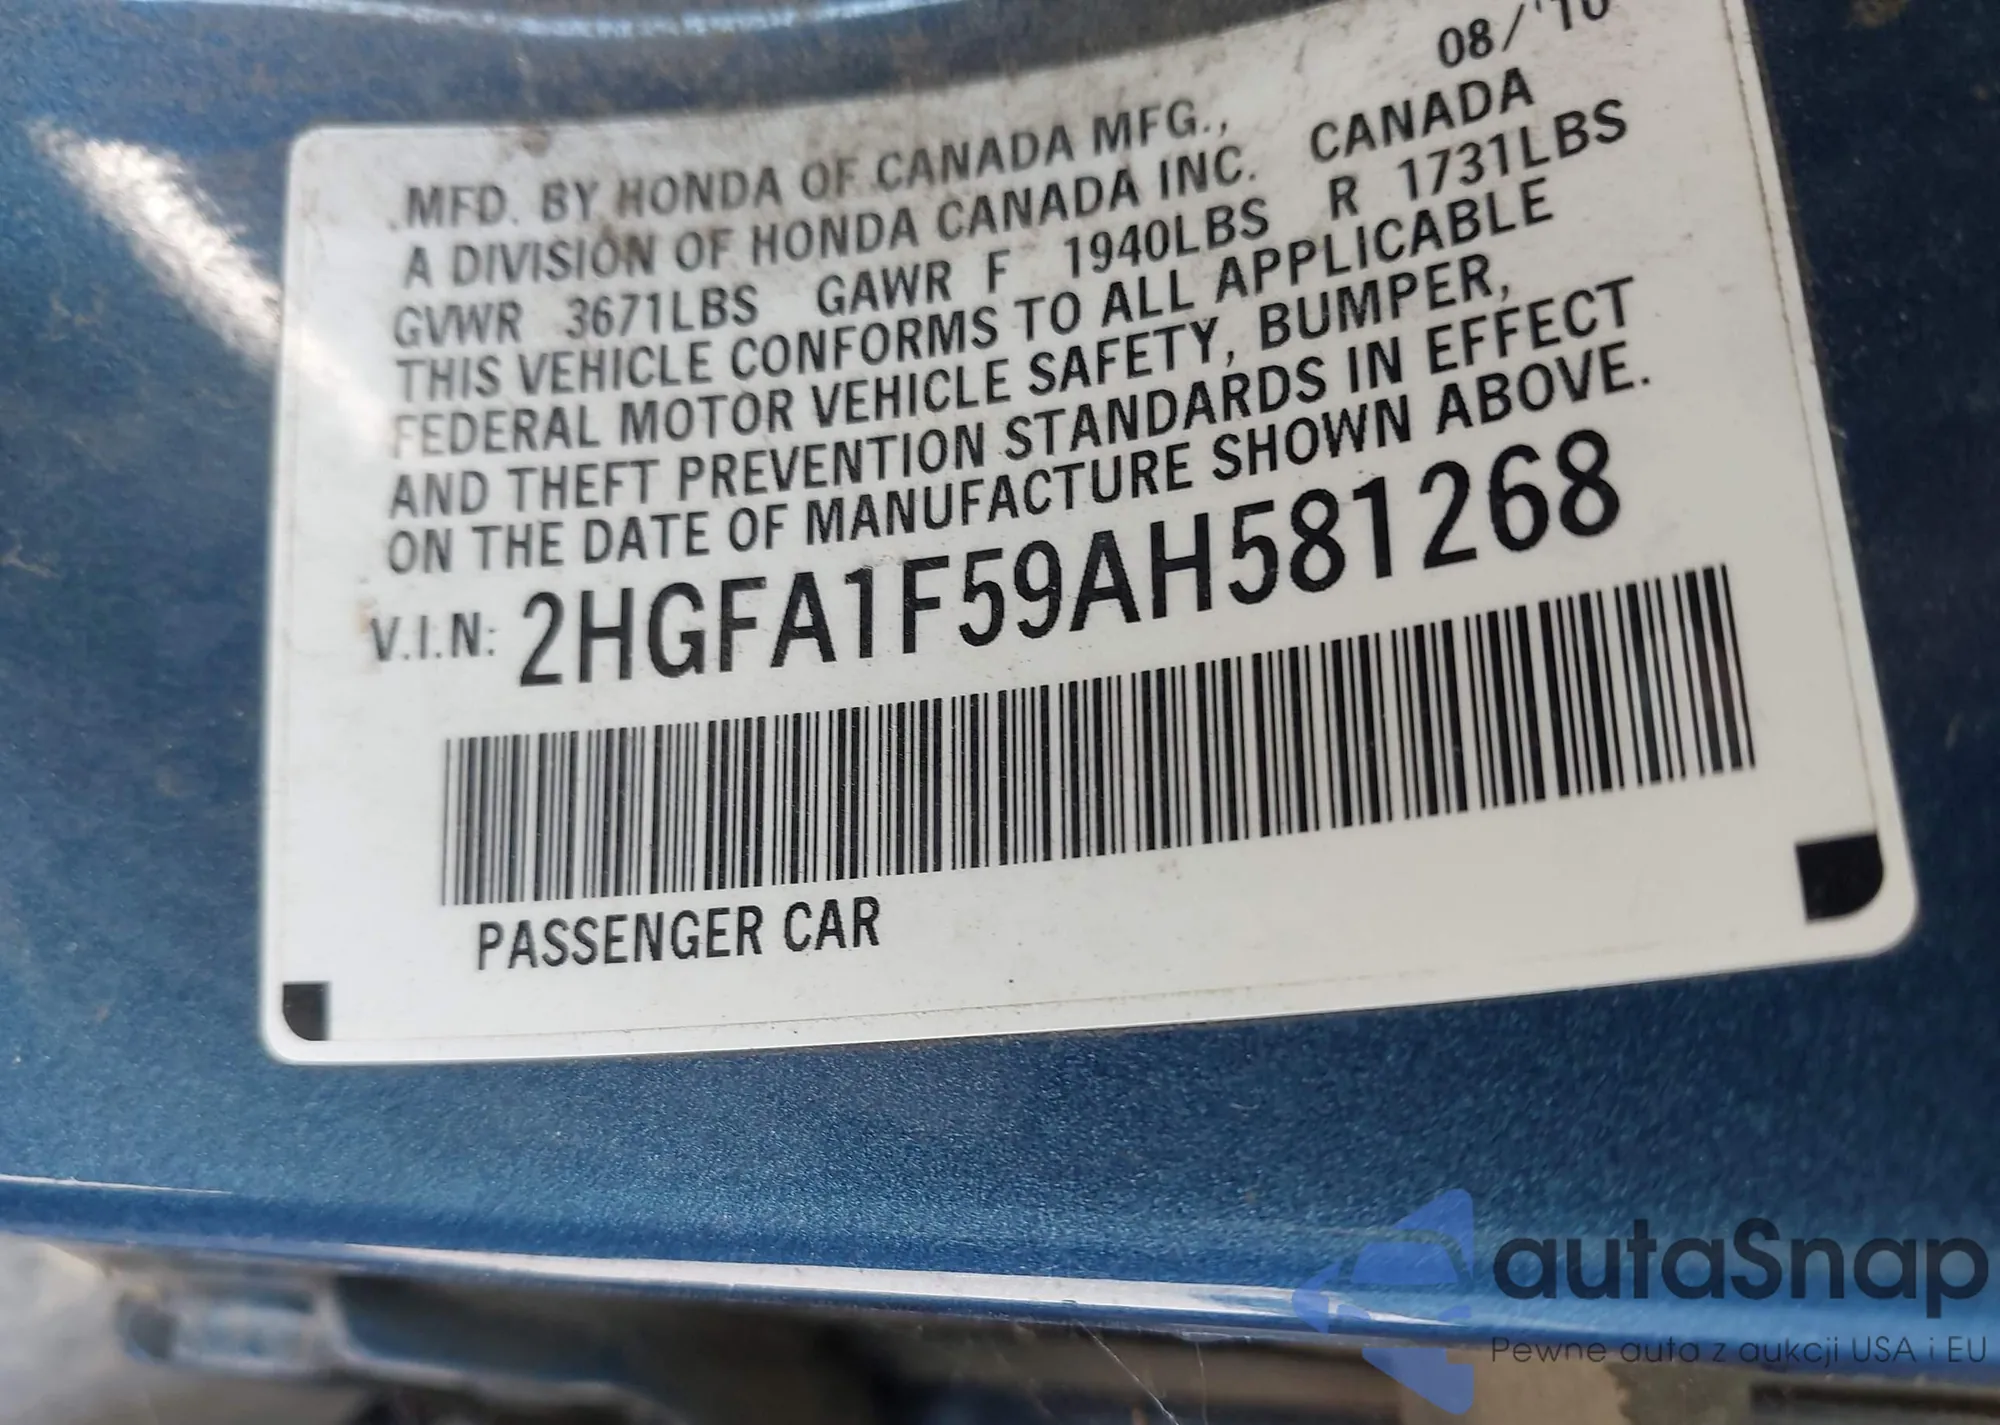 08/'10
MFD. BY HONDA OF CANADA MFG.,
A DIVISION OF HONDA CANADA INC. CANADA
GVWR 3671LBS GAWR F 1940LBS R 1731LBS
THIS VEHICLE CONFORMS TO ALL APPLICABLE
FEDERAL MOTOR VEHICLE SAFETY, BUMPER,
AND THEFT PREVENTION STANDARDS IN EFFECT
ON THE DATE OF MANUFACTURE SHOWN ABOVE.
V.I.N: 2HGFA1F59AH581268
PASSENGER CAR
autaSnap
Pewne auta z aukcji USA i EU